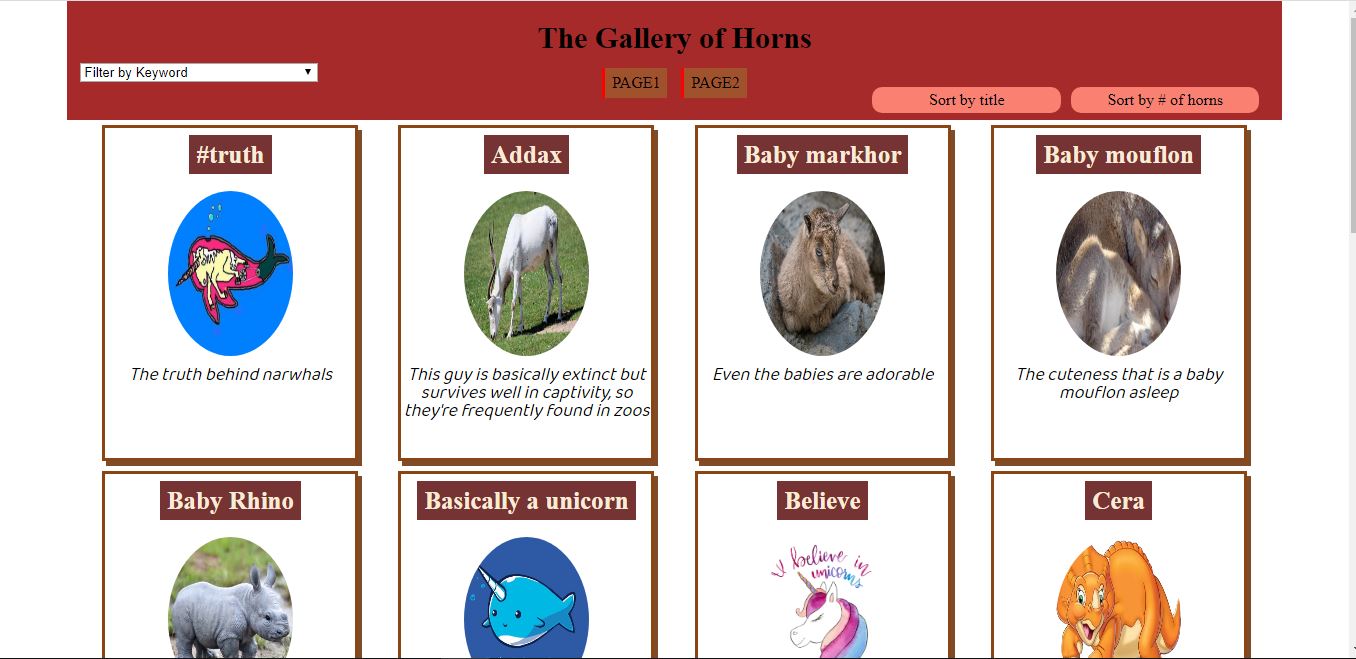 The Gallery of Horns
Filter by Keyword
PAGE1 PAGE2
Sort by title Sort by # of horns
#truth Addax Baby markhor Baby mouflon
The truth behind narwhals
This guy is basically extinct but
survives well in captivity, so
they're frequently found in zoos
Even the babies are adorable
The cuteness that is a baby
mouflon asleep
Baby Rhino Basically a unicorn Believe Cera
I believe in
unicorns